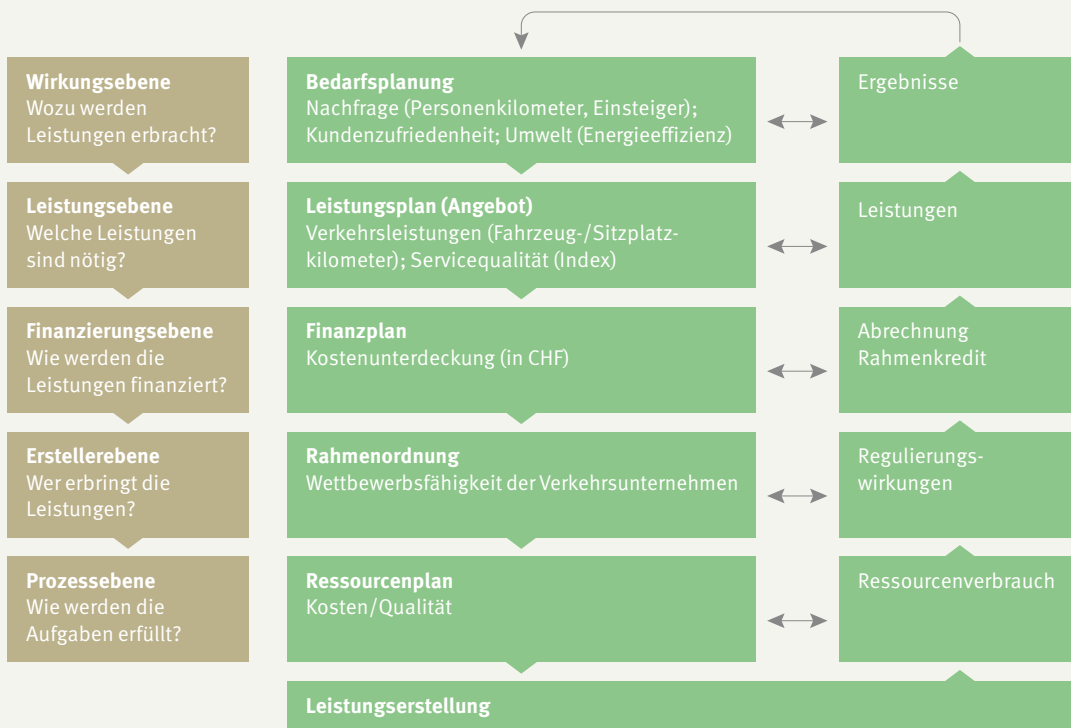 Wirkungsebene
Wozu werden
Leistungen erbracht?
Bedarfsplanung
Nachfrage (Personenkilometer, Einsteiger);
Kundenzufriedenheit; Umwelt (Energieeffizienz)
Ergebnisse
Leistungsebene
Welche Leistungen
sind nötig?
Leistungsplan (Angebot)
Verkehrsleistungen (Fahrzeug-/Sitzplatz-
kilometer); Servicequalität (Index)
Leistungen
Finanzierungsebene
Wie werden die
Leistungen finanziert?
Finanzplan
Kostenunterdeckung (in CHF)
Abrechnung
Rahmenkredit
Erstellerebene
Wer erbringt die
Leistungen?
Rahmenordnung
Wettbewerbsfähigkeit der Verkehrsunternehmen
Regulierungs-
wirkungen
Prozessebene
Wie werden die
Aufgaben erfüllt?
Ressourcenplan
Kosten/Qualität
Ressourcenverbrauch
Leistungserstellung